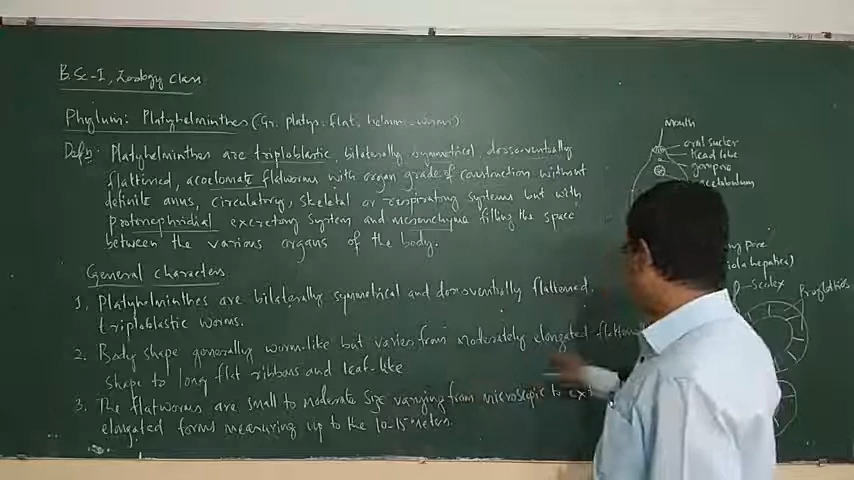 B.Sc-I, Zoology Class
Phylum: Platyhelminthes (Gr. platys-flat, helmin-worms)
Defn: Platyhelminthes are triploblastic, bilaterally symmetrical, dorso-ventrally
flattened, acoelomate flatworms with organ grade of construction without
definite anus, circulatory, skeletal or respiratory systems but with
protonephridial excretory system and mesenchyme filling the space
between the various organs of the body.
General characters
1. Platyhelminthes are bilaterally symmetrical and dorsoventrally flattened,
triploblastic worms.
2. Body shape generally worm-like but varies from moderately elongated
shape to long flat ribbons and leaf-like
3. The flatworms are small to moderate size varying from microscopic to
elongated forms measuring up to the 10-15 meters.
Mouth
oral sucker
head lobe
gonopore
acetabulum
pore
hepatica)
Scolex
Proglottids